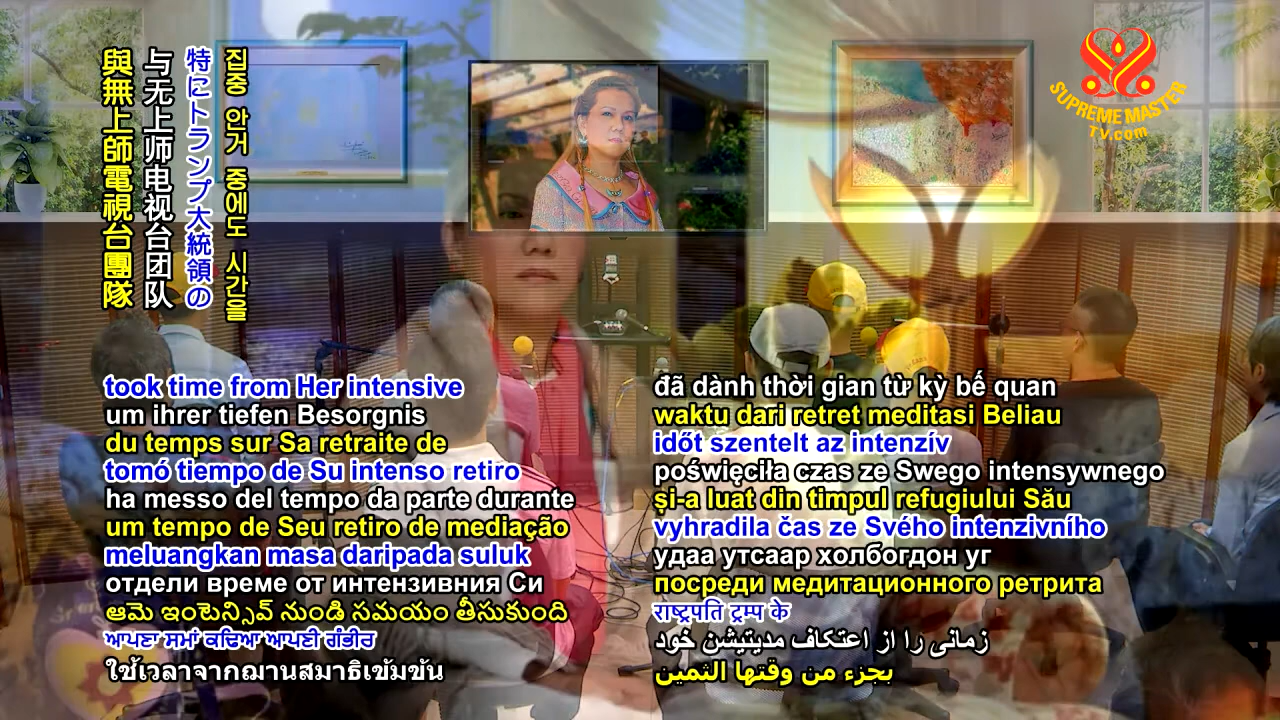 與無上師電視台團隊
与无上师电视台团队
特にトランプ大統領の
집중 안거 중에도 시간을
SUPREME MASTER
TV.com
took time from Her intensive
um ihrer tiefen Besorgnis
du temps sur Sa retraite de
tomó tiempo de Su intenso retiro
ha messo del tempo da parte durante
um tempo de Seu retiro de mediação
meluangkan masa daripada suluk
отдели време от интензивния Си
ఆమె ఇంటెన్సివ్ నుండి సమయం తీసుకుంది
ਆਪਣਾ ਸਮਾਂ ਕਢਿਆ ਆਪਣੀ ਗੰਭੀਰ
ใช้เวลาจากฌานสมาธิเข้มข้น
đã dành thời gian từ kỳ bế quan
waktu dari retret meditasi Beliau
időt szentelt az intenzív
poświęciła czas ze Swego intensywnego
și-a luat din timpul refugiului Său
vyhradila čas ze Svého intenzivního
удаа утсаар холбогдон уг
посреди медитационного ретрита
राष्ट्रपति ट्रम्प के
زمانی را از اعتکاف مدیتیشن خود
بجزء من وقتها الثمين